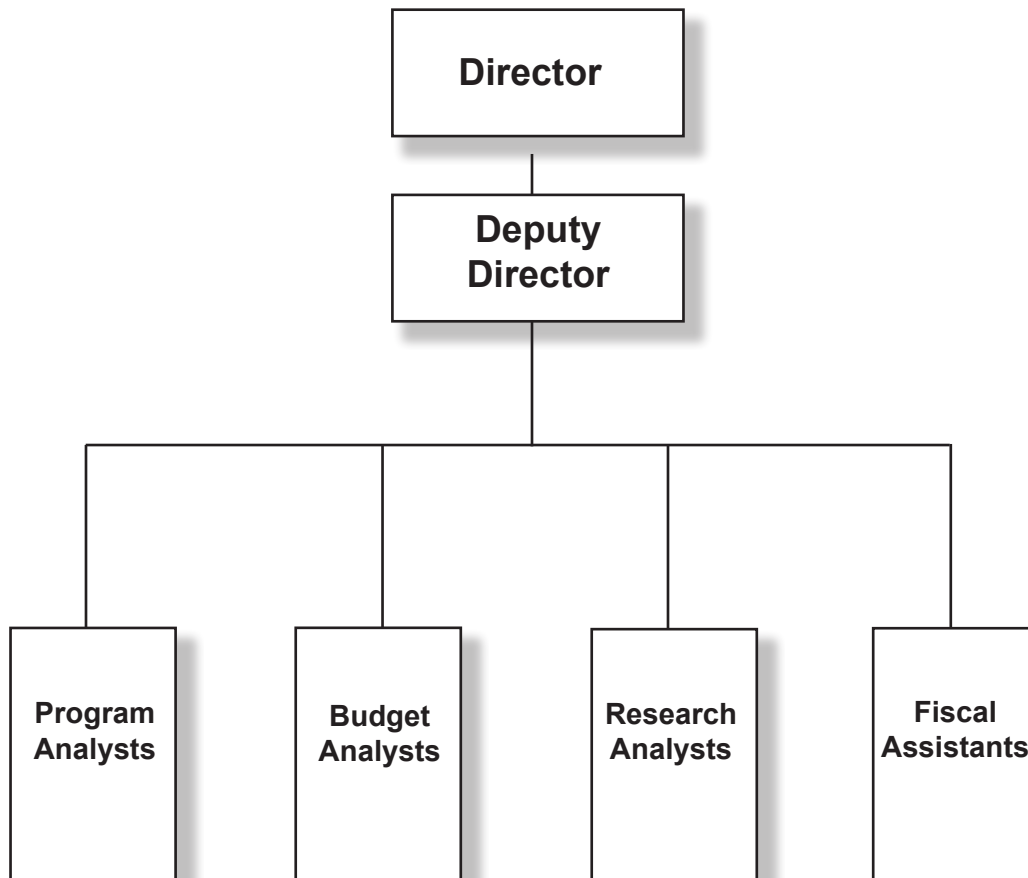 Director
Deputy
Director
Program
Analysts
Budget
Analysts
Research
Analysts
Fiscal
Assistants